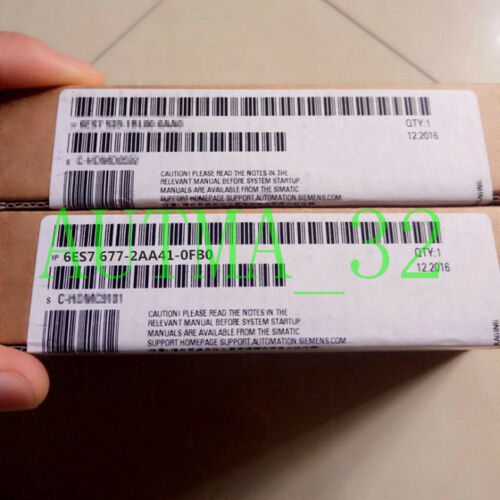 QTY:1
12.2016
S
CAUTION! PLEASE READ THE NOTES IN THE
RELEVANT MANUAL BEFORE SYSTEM STARTUP.
MANUALS ARE AVAILABLE FROM THE SIMATIC
SUPPORT HOMEPAGE SUPPORT.AUTOMATION.SIEMENS.COM
AUTMA_32
1P 6ES7 677-2AA41-0FB0
QTY:1
12.2016
S
CAUTION! PLEASE READ THE NOTES IN THE
RELEVANT MANUAL BEFORE SYSTEM STARTUP.
MANUALS ARE AVAILABLE FROM THE SIMATIC
SUPPORT HOMEPAGE SUPPORT.AUTOMATION.SIEMENS.COM